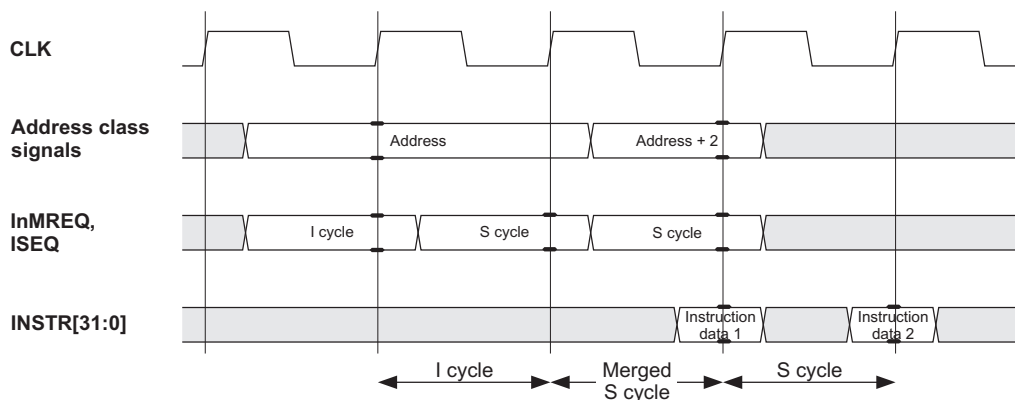 CLK
Address class
signals
Address
Address + 2
InMREQ,
ISEQ
I cycle
S cycle
S cycle
INSTR[31:0]
Instruction
data 1
Instruction
data 2
I cycle
Merged
S cycle
S cycle